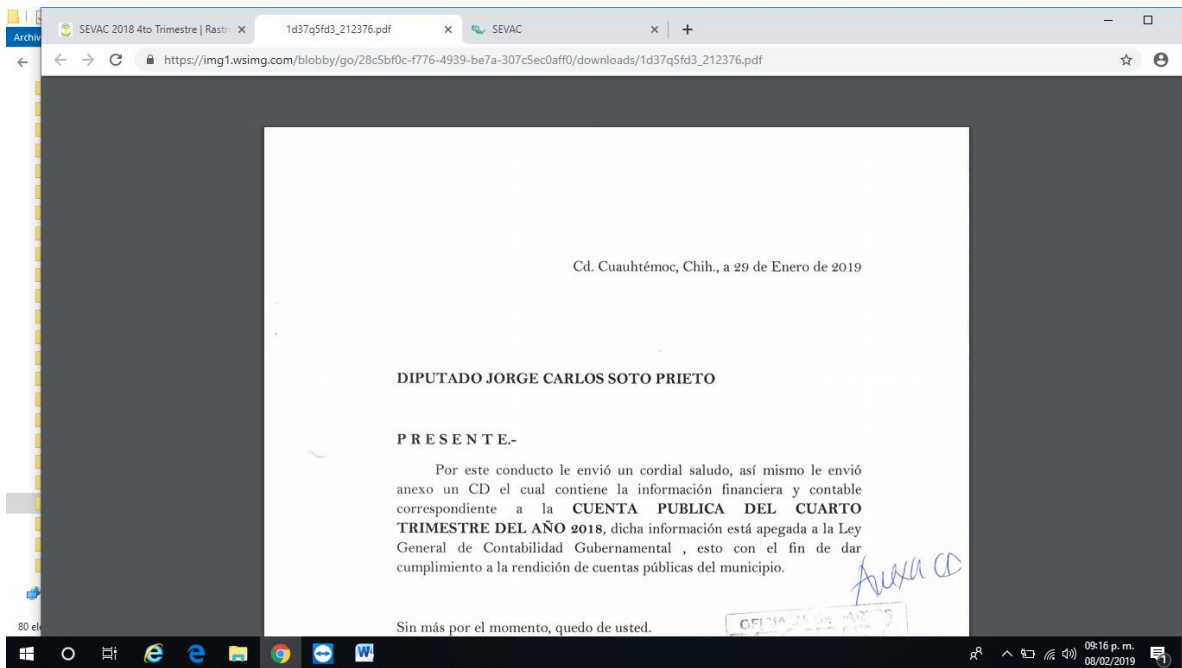 Archiv
SEVAC 2018 4to Trimestre | Rastr
1d37q5fd3_212376.pdf
SEVAC
https://img1.wsimg.com/blobby/go/28c5bf0c-f776-4939-be7a-307c5ec0aff0/downloads/1d37q5fd3_212376.pdf
Cd. Cuauhtémoc, Chih., a 29 de Enero de 2019
DIPUTADO JORGE CARLOS SOTO PRIETO
P R E S E N T E.-
Por este conducto le envió un cordial saludo, así mismo le envió
anexo un CD el cual contiene la información financiera y contable
correspondiente a la CUENTA PUBLICA DEL CUARTO
TRIMESTRE DEL AÑO 2018, dicha información está apegada a la Ley
General de Contabilidad Gubernamental , esto con el fin de dar
cumplimiento a la rendición de cuentas públicas del municipio.
Anexa CD
Sin más por el momento, quedo de usted.
80 ele
09:16 p. m.
08/02/2019